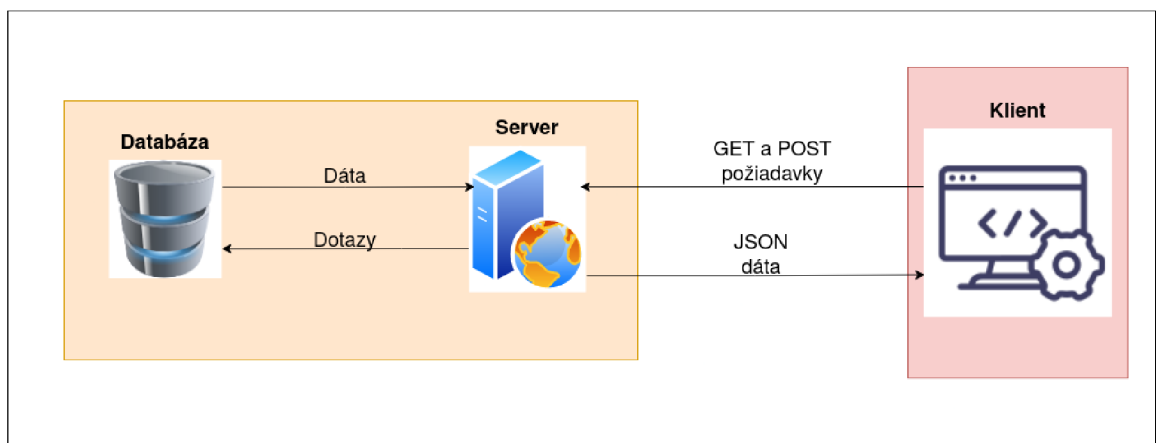 Databáza
Server
Klient
Dáta
Dotazy
GET a POST
požiadavky
JSON
dáta